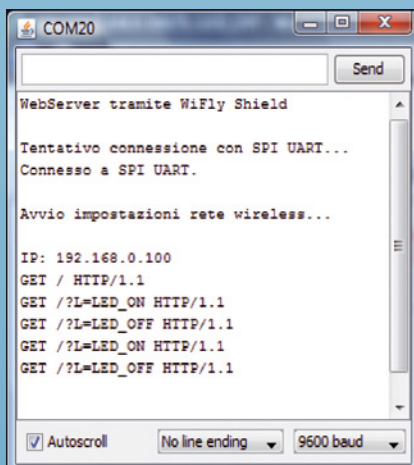 COM20
Send
WebServer tramite WiFly Shield
Tentativo connessione con SPI UART...
Connesso a SPI UART.
Avvio impostazioni rete wireless...
IP: 192.168.0.100
GET / HTTP/1.1
GET /?L=LED_ON HTTP/1.1
GET /?L=LED_OFF HTTP/1.1
GET /?L=LED_ON HTTP/1.1
GET /?L=LED_OFF HTTP/1.1
Autoscroll No line ending 9600 baud